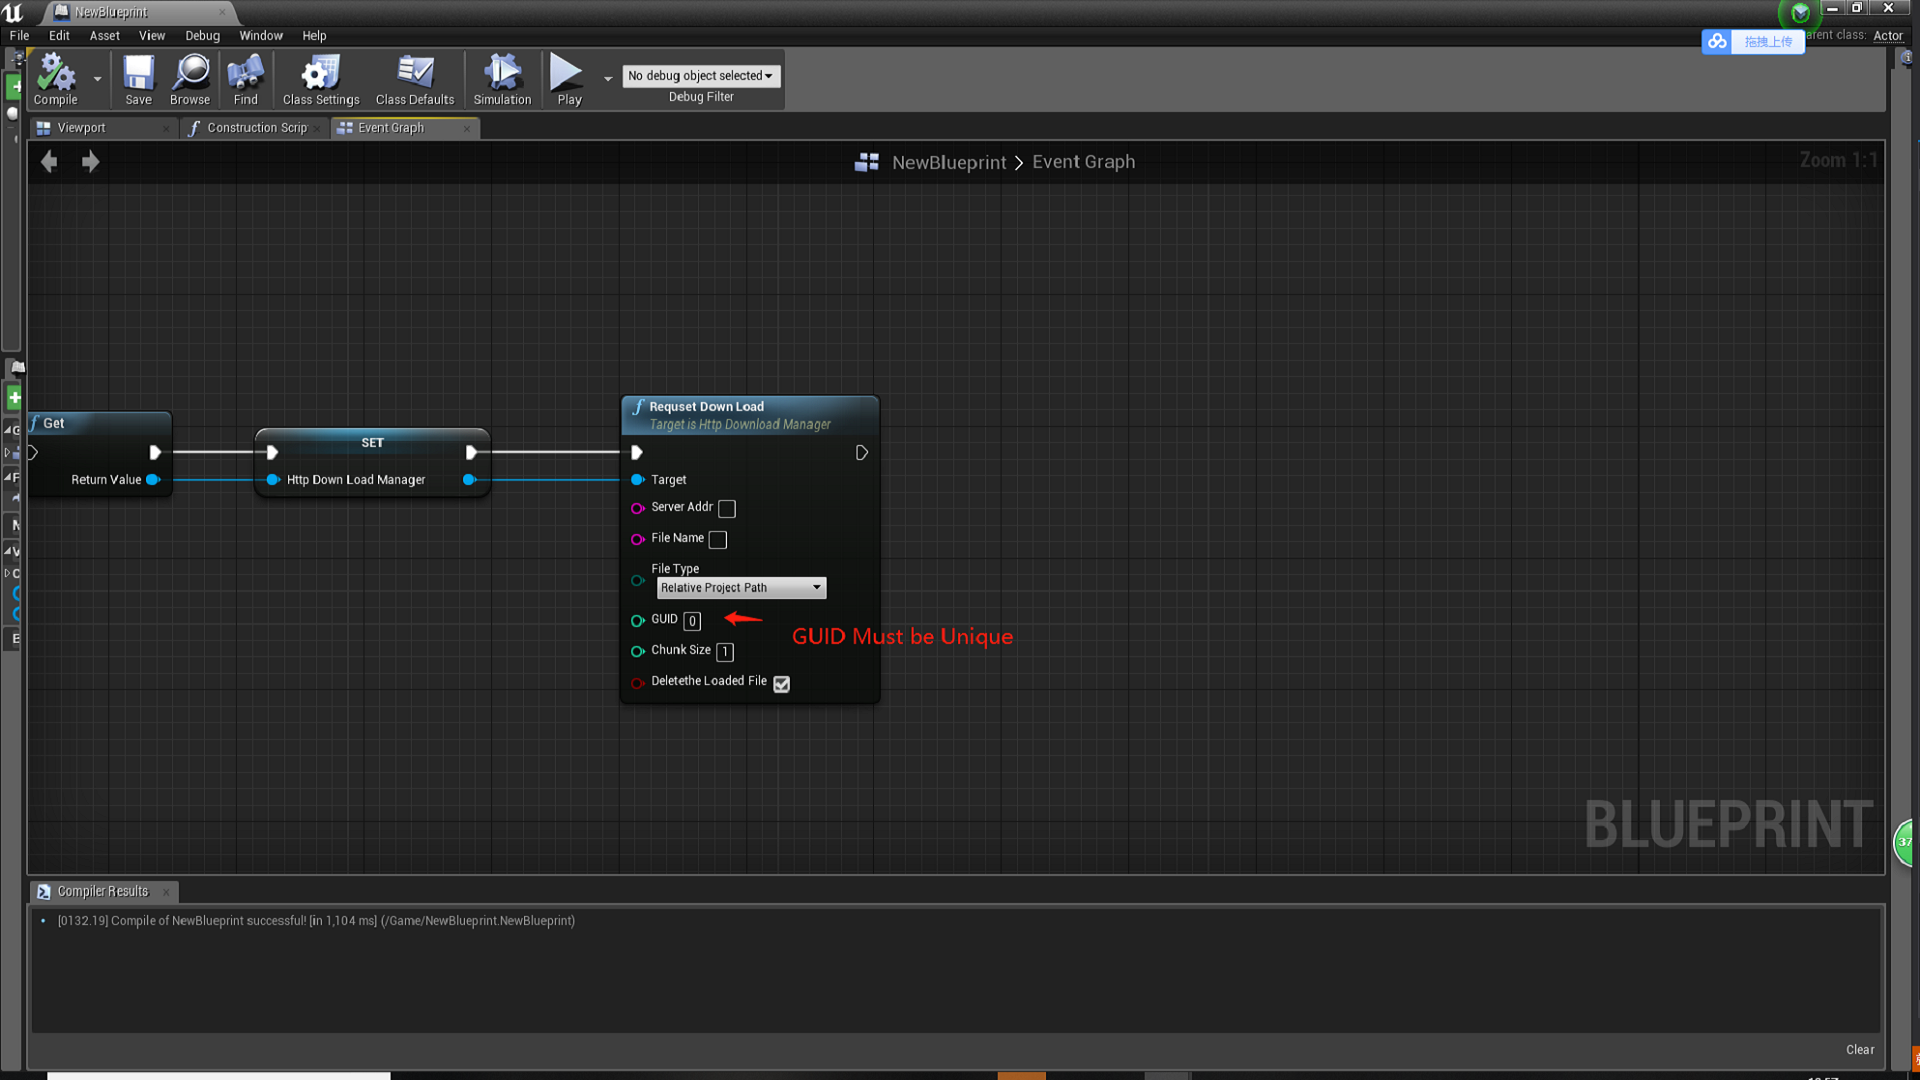 NewBlueprint
File Edit Asset View Debug Window Help
拖拽上传
arent class: Actor
Compile Save Browse Find Class Settings Class Defaults Simulation Play
No debug object selected
Debug Filter
Viewport Construction Scrip Event Graph
NewBlueprint > Event Graph
Zoom 1:1
f Get
Return Value
SET
Http Down Load Manager
f Requset Down Load
Target is Http Download Manager
Target
Server Addr
File Name
File Type
Relative Project Path
GUID 0
GUID Must be Unique
Chunk Size 1
Deletethe Loaded File
BLUEPRINT
37
Compiler Results
[0132.19] Compile of NewBlueprint successful! [in 1,104 ms] (/Game/NewBlueprint.NewBlueprint)
Clear